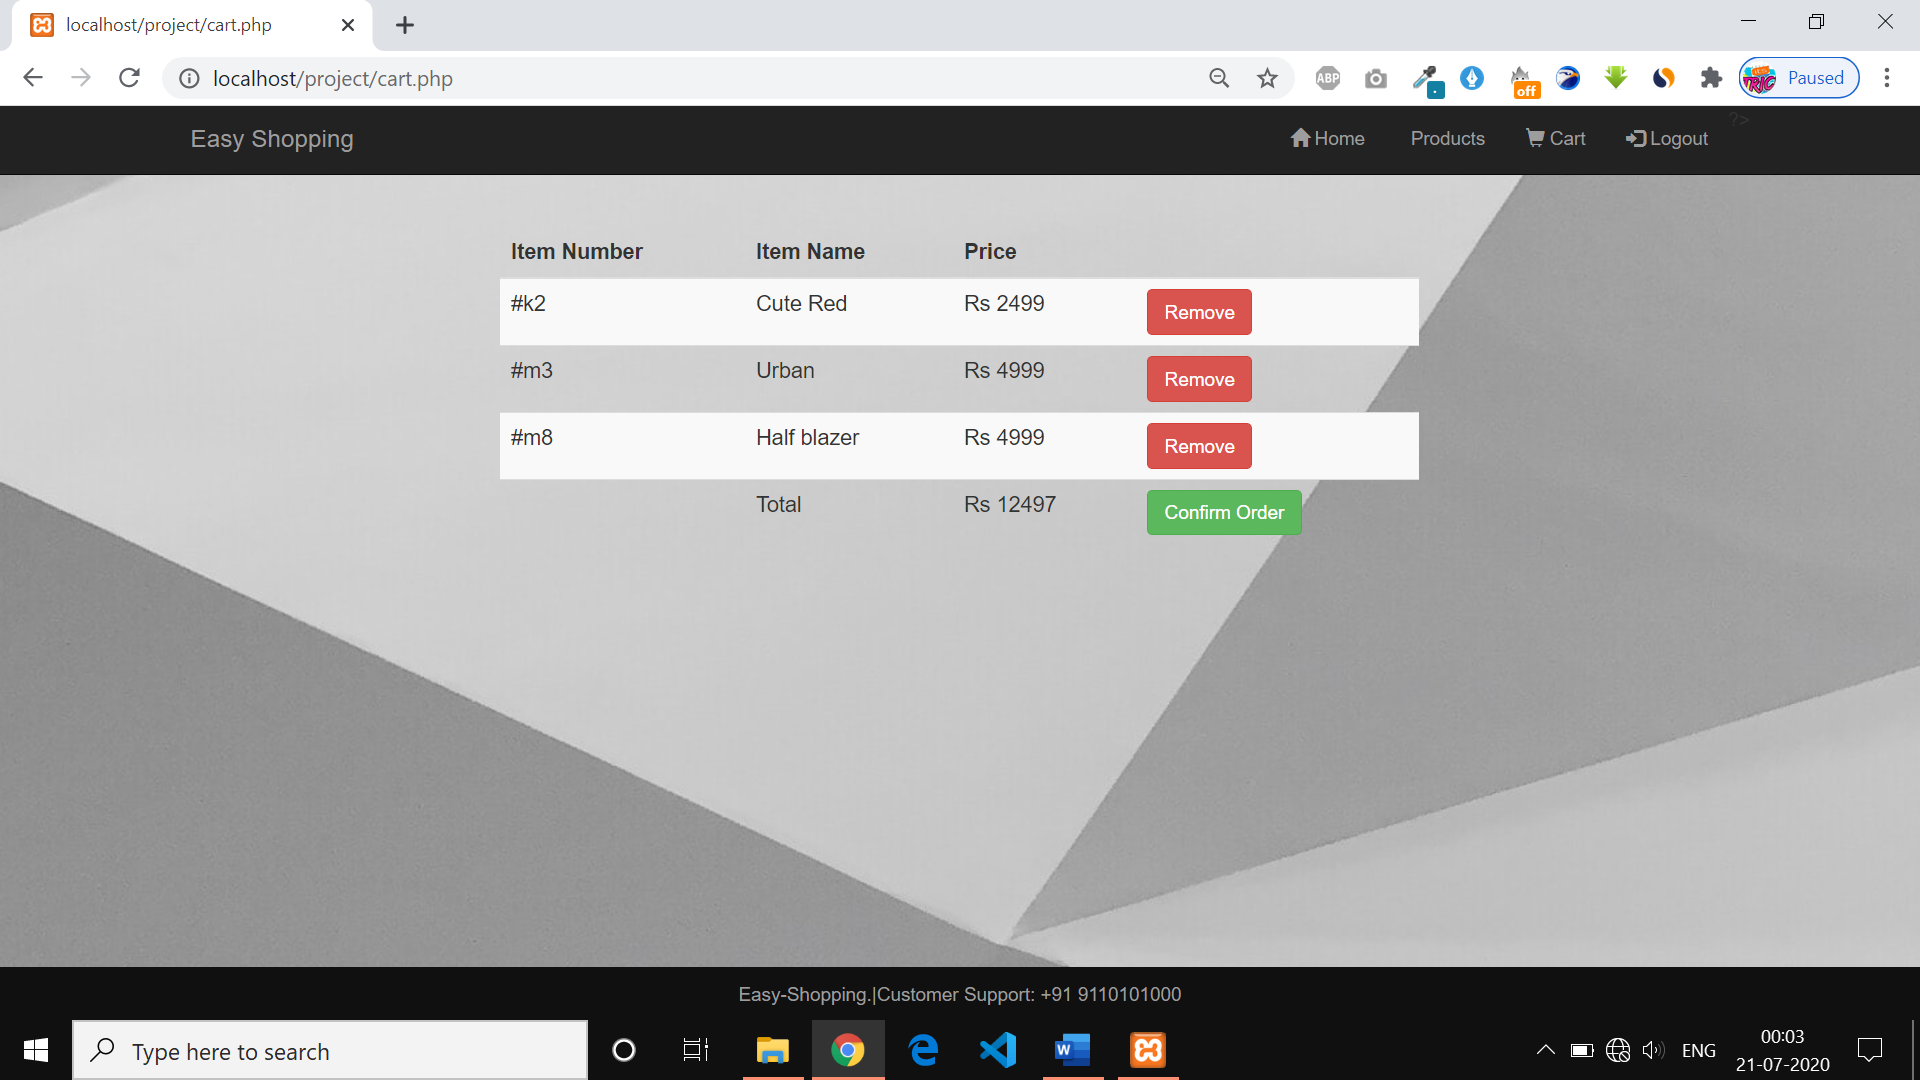 localhost/project/cart.php
localhost/project/cart.php
ABP
off
Paused
Easy Shopping Home Products Cart Logout ?>
Item Number Item Name Price
#k2 Cute Red Rs 2499 Remove
#m3 Urban Rs 4999 Remove
#m8 Half blazer Rs 4999 Remove
Total Rs 12497 Confirm Order
Easy-Shopping.|Customer Support: +91 9110101000
Type here to search
W
ENG
00:03
21-07-2020